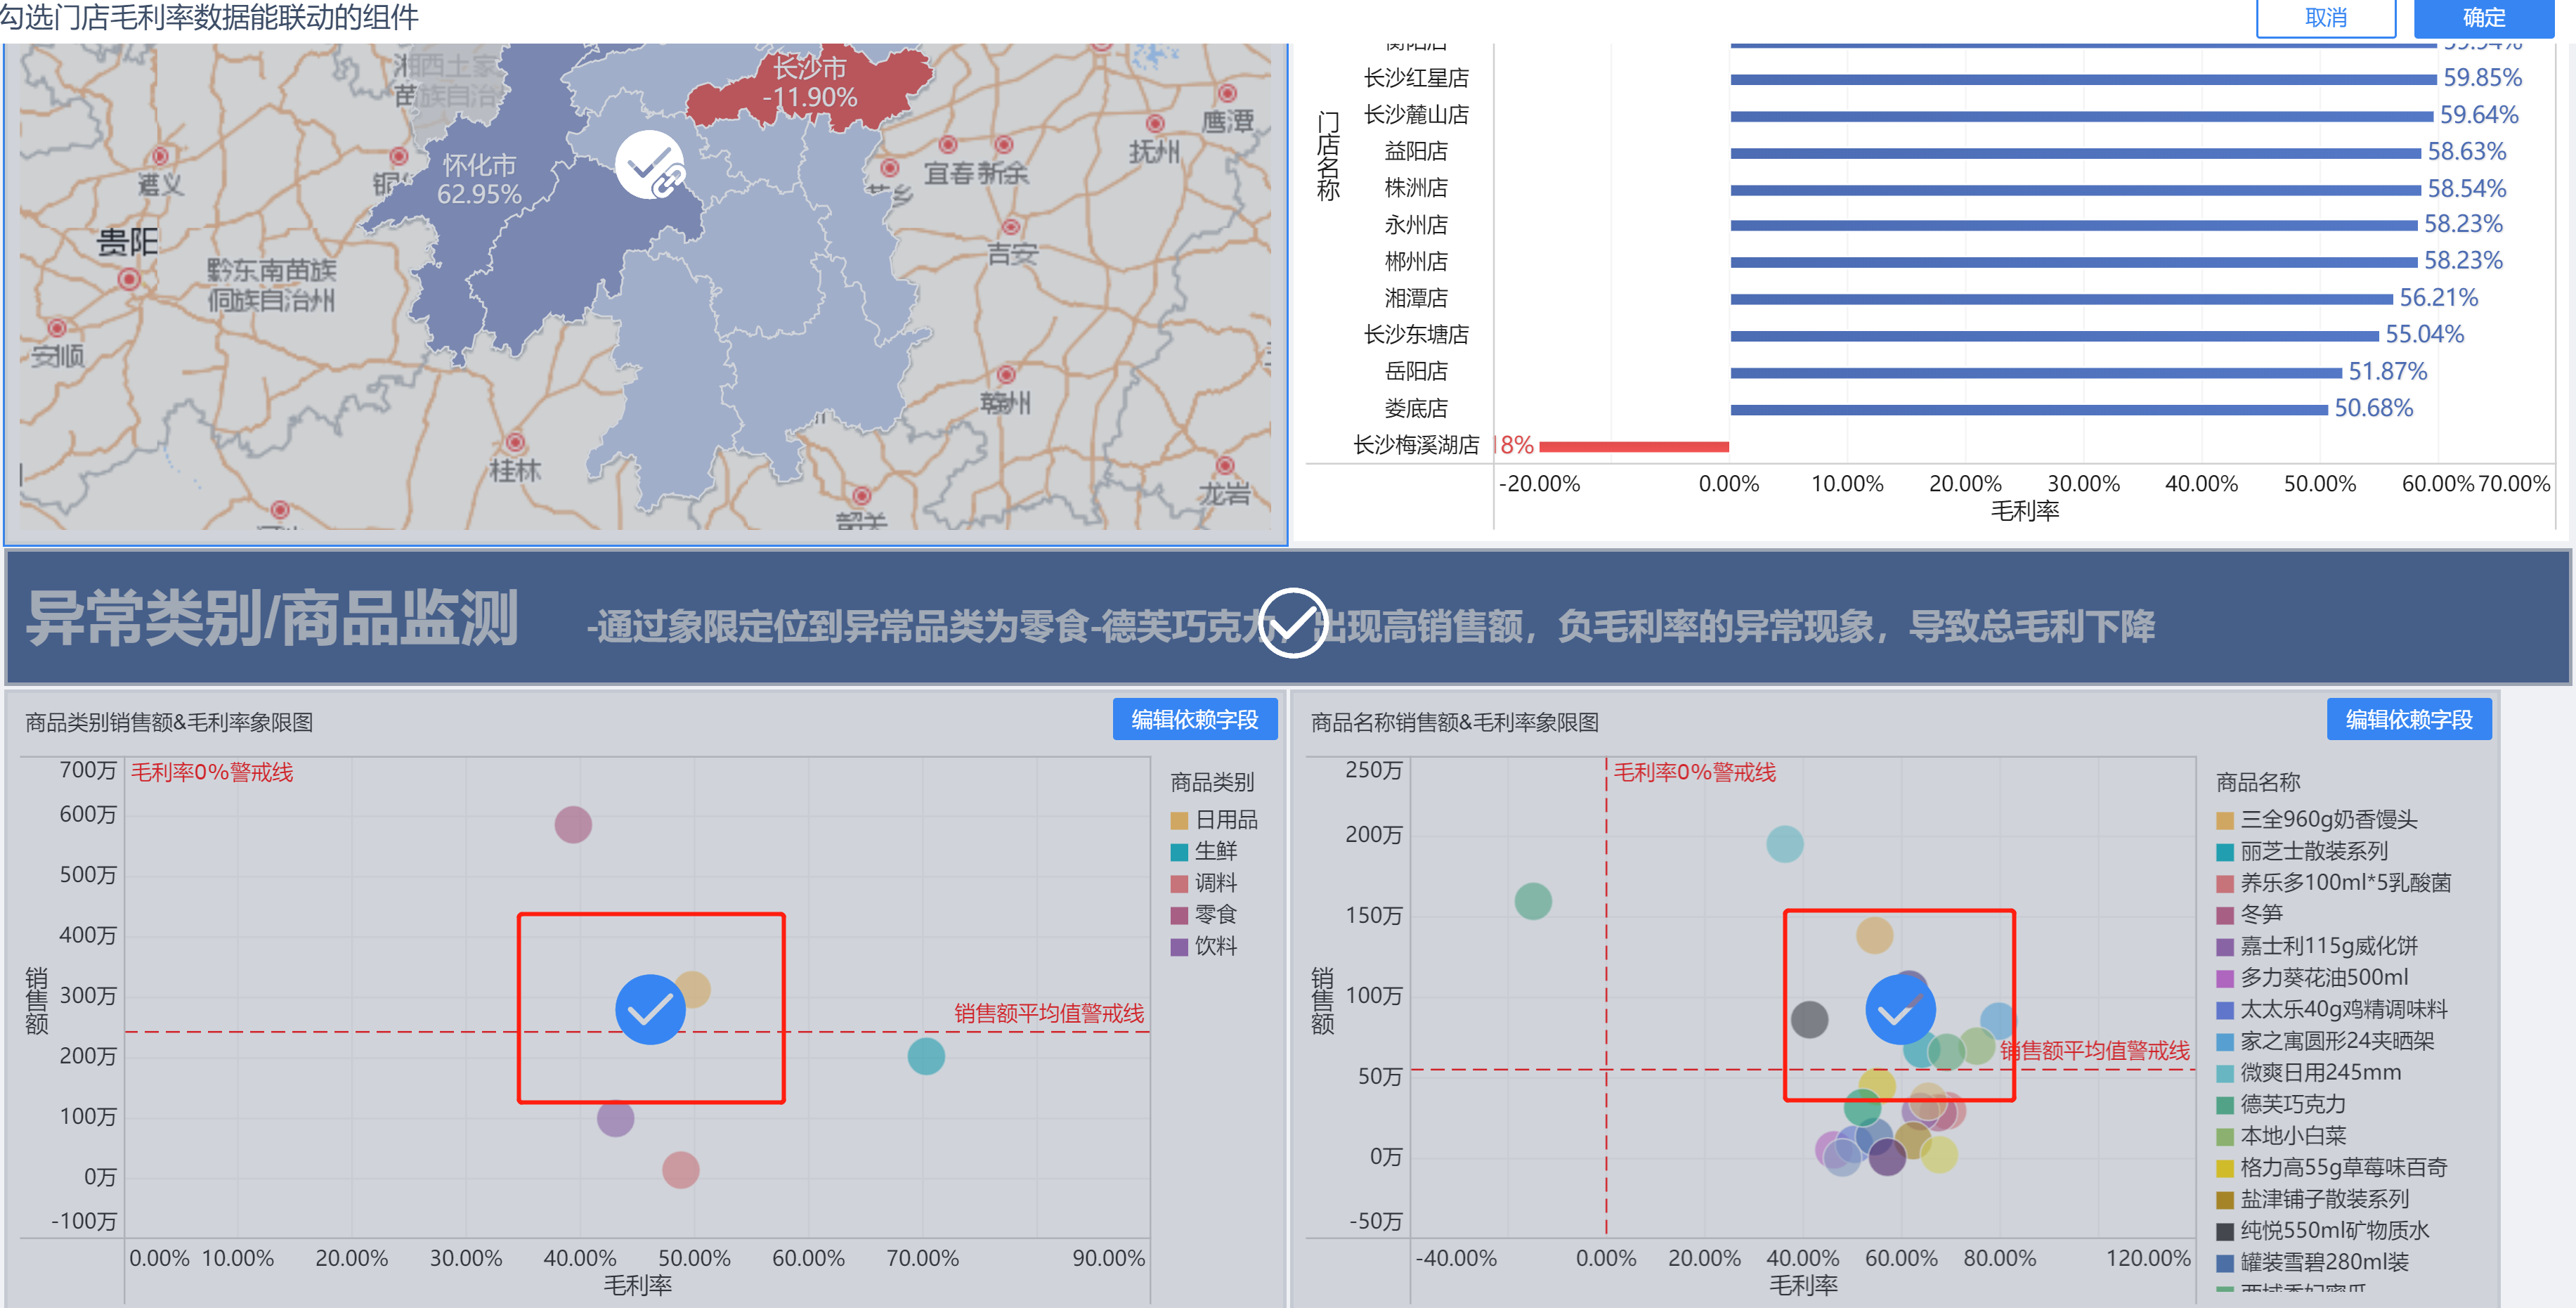 勾选门店毛利率数据能联动的组件
取消
确定
长沙市
-11.90%
怀化市
62.95%
遵义
贵阳
黔东南苗族
侗族自治州
安顺
桂林
宜春
新余
抚州
鹰潭
吉安
赣州
龙岩
韶关
门店名称
衡阳店
长沙红星店 59.85%
长沙麓山店 59.64%
益阳店 58.63%
株洲店 58.54%
永州店 58.23%
郴州店 58.23%
湘潭店 56.21%
长沙东塘店 55.04%
岳阳店 51.87%
娄底店 50.68%
长沙梅溪湖店 8%
-20.00% 0.00% 10.00% 20.00% 30.00% 40.00% 50.00% 60.00% 70.00%
毛利率
异常类别/商品监测 -通过象限定位到异常品类为零食-德芙巧克力 出现高销售额，负毛利率的异常现象，导致总毛利下降
商品类别销售额&毛利率象限图
编辑依赖字段
毛利率0%警戒线
700万
600万
500万
400万
300万
200万
100万
0万
-100万
销售额
销售额平均值警戒线
0.00% 10.00% 20.00% 30.00% 40.00% 50.00% 60.00% 70.00% 90.00%
毛利率
商品类别
日用品
生鲜
调料
零食
饮料
商品名称销售额&毛利率象限图
编辑依赖字段
毛利率0%警戒线
250万
200万
150万
100万
50万
0万
-50万
销售额
销售额平均值警戒线
-40.00% 0.00% 20.00% 40.00% 60.00% 80.00% 120.00%
毛利率
商品名称
三全960g奶香馒头
丽芝士散装系列
养乐多100ml*5乳酸菌
冬笋
嘉士利115g威化饼
多力葵花油500ml
太太乐40g鸡精调味料
家之寓圆形24夹晒架
微爽日用245mm
德芙巧克力
本地小白菜
格力高55g草莓味百奇
盐津铺子散装系列
纯悦550ml矿物质水
罐装雪碧280ml装